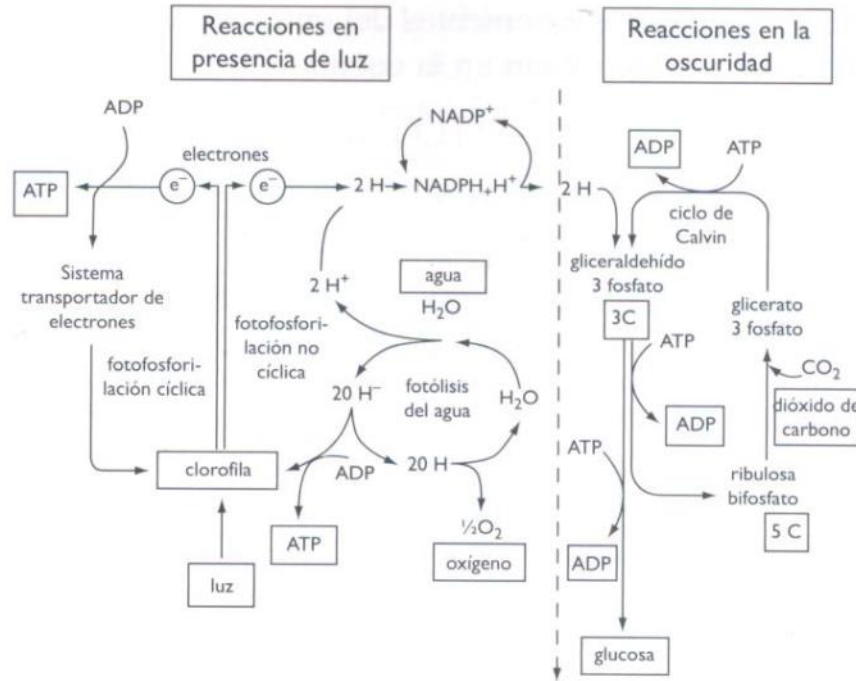 Reacciones en
presencia de luz
Reacciones en la
oscuridad
ADP
electrones
NADP+
ATP
e−
e−
2 H
NADPH+H+
2 H
ADP
ATP
ciclo de
Calvin
Sistema
transportador de
electrones
2 H+
agua
H2O
gliceraldehído
3 fosfato
3C
glicerato
3 fosfato
fotofosfori-
lación cíclica
fotofosfori-
lación no
cíclica
20 H−
fotólisis
del agua
H2O
ATP
ADP
CO2
dióxido de
carbono
clorofila
ADP
20 H
ATP
ribulosa
bifosfato
5 C
ATP
½O2
oxígeno
ADP
luz
glucosa